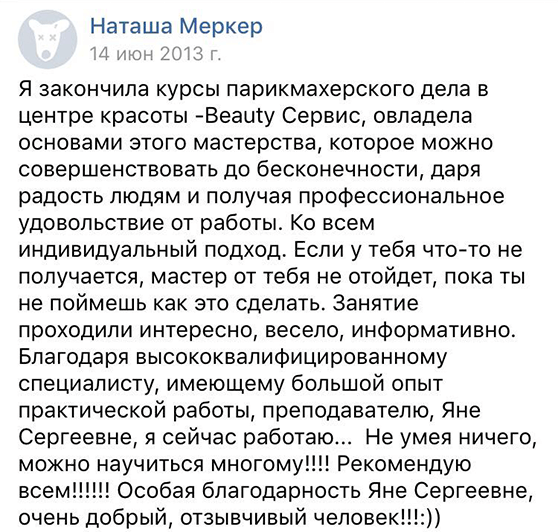 Наташа Меркер
14 июн 2013 г.
Я закончила курсы парикмахерского дела в
центре красоты -Beauty Сервис, овладела
основами этого мастерства, которое можно
совершенствовать до бесконечности, даря
радость людям и получая профессиональное
удовольствие от работы. Ко всем
индивидуальный подход. Если у тебя что-то не
получается, мастер от тебя не отойдет, пока ты
не поймешь как это сделать. Занятие
проходили интересно, весело, информативно.
Благодаря высококвалифицированному
специалисту, имеющему большой опыт
практической работы, преподавателю, Яне
Сергеевне, я сейчас работаю...  Не умея ничего,
можно научиться многому!!!! Рекомендую
всем!!!!!! Особая благодарность Яне Сергеевне,
очень добрый, отзывчивый человек!!!:))